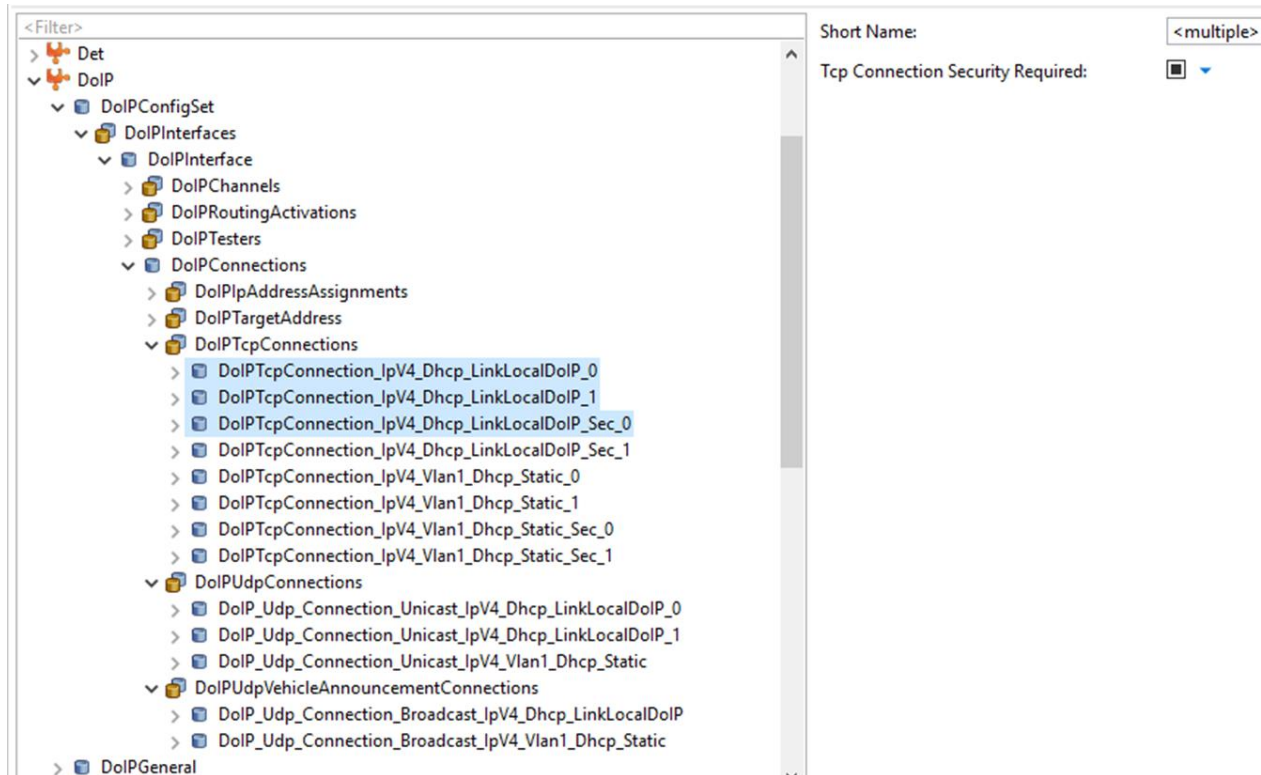 <Filter>
Det
DoIP
DoIPConfigSet
DoIPInterfaces
DoIPInterface
DoIPChannels
DoIPRoutingActivations
DoIPTesters
DoIPConnections
DoIPIpAddressAssignments
DoIPTargetAddress
DoIPTcpConnections
DoIPTcpConnection_IpV4_Dhcp_LinkLocalDoIP_0
DoIPTcpConnection_IpV4_Dhcp_LinkLocalDoIP_1
DoIPTcpConnection_IpV4_Dhcp_LinkLocalDoIP_Sec_0
DoIPTcpConnection_IpV4_Dhcp_LinkLocalDoIP_Sec_1
DoIPTcpConnection_IpV4_Vlan1_Dhcp_Static_0
DoIPTcpConnection_IpV4_Vlan1_Dhcp_Static_1
DoIPTcpConnection_IpV4_Vlan1_Dhcp_Static_Sec_0
DoIPTcpConnection_IpV4_Vlan1_Dhcp_Static_Sec_1
DoIPUdpConnections
DoIP_Udp_Connection_Unicast_IpV4_Dhcp_LinkLocalDoIP_0
DoIP_Udp_Connection_Unicast_IpV4_Dhcp_LinkLocalDoIP_1
DoIP_Udp_Connection_Unicast_IpV4_Vlan1_Dhcp_Static
DoIPUdpVehicleAnnouncementConnections
DoIP_Udp_Connection_Broadcast_IpV4_Dhcp_LinkLocalDoIP
DoIP_Udp_Connection_Broadcast_IpV4_Vlan1_Dhcp_Static
DoIPGeneral
Short Name: <multiple>
Tcp Connection Security Required: